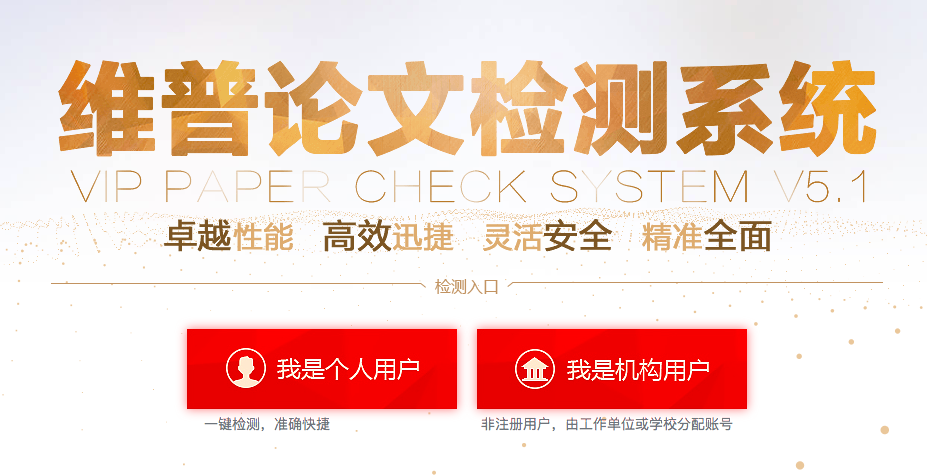 维普论文检测系统
VIP PAPER CHECK SYSTEM V5.1
卓越性能 高效迅捷 灵活安全 精准全面
检测入口
我是个人用户 我是机构用户
一键检测，准确快捷 非注册用户，由工作单位或学校分配账号